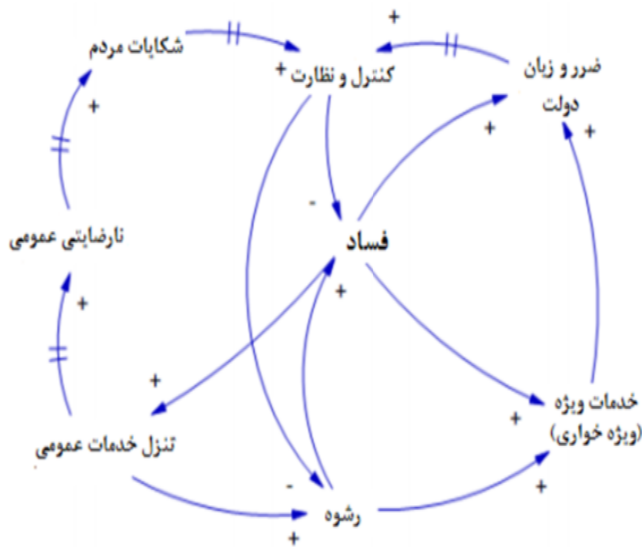 شکایات مردم
کنترل و نظارت
ضرر و زیان
دولت
نارضایتی عمومی
فساد
تنزل خدمات عمومی
خدمات ویژه
(ویژه خواری)
رشوه
+
+
+
+
+
+
-
+
+
+
+
-
+
+